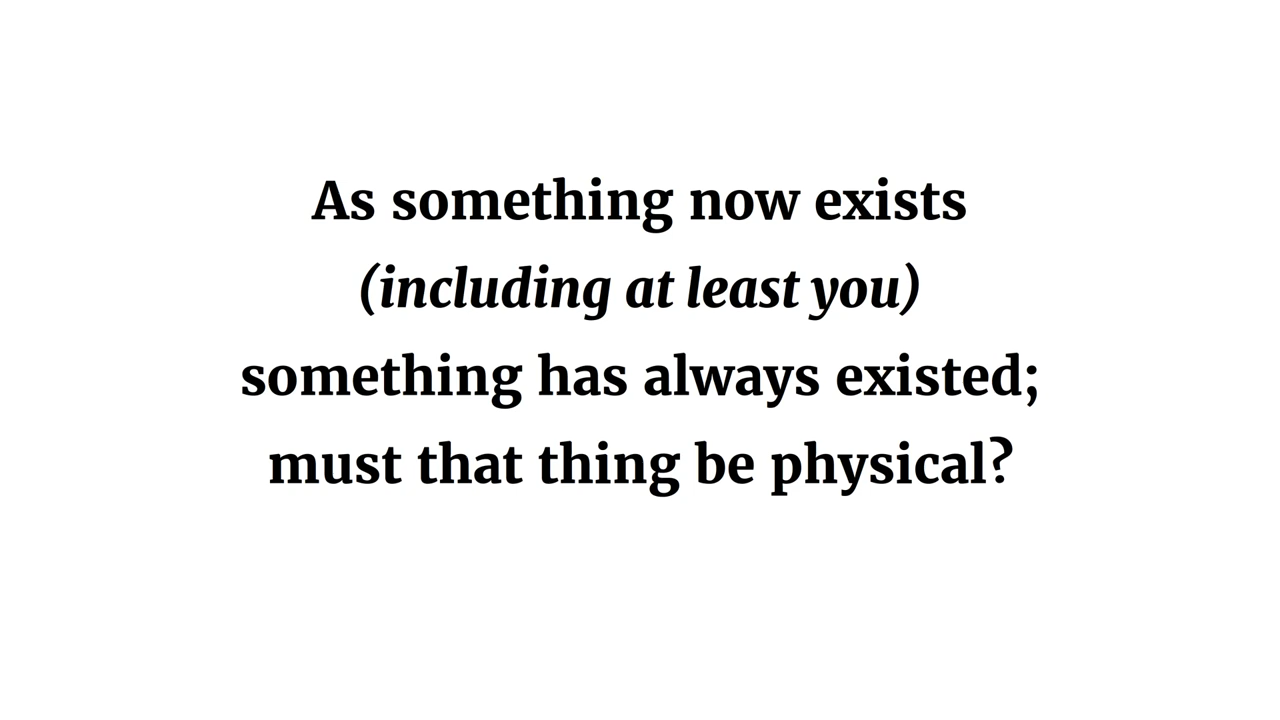 As something now exists
(including at least you)
something has always existed;
must that thing be physical?